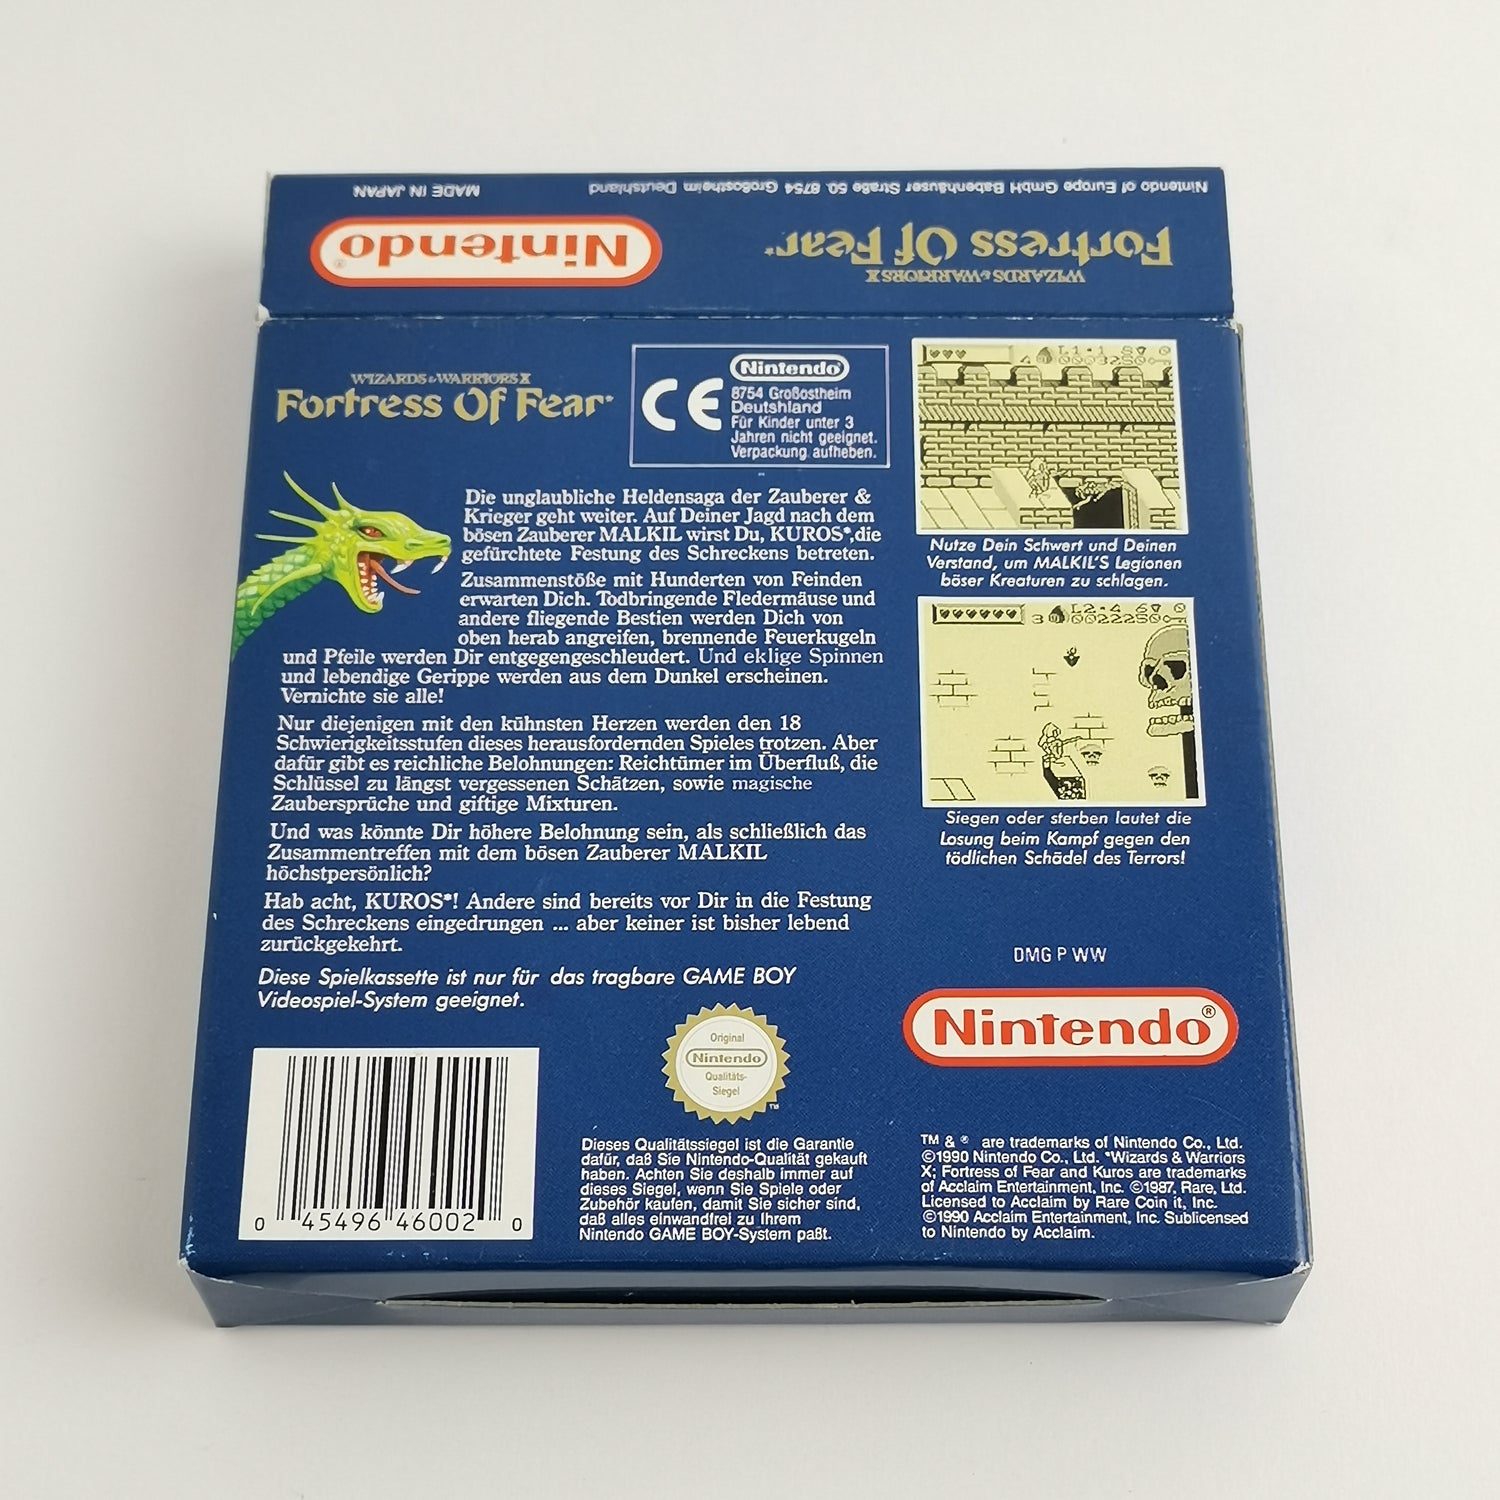 Nintendo of Europe GmbH Babenhäuser Straße 50. 8754 Großostheim Deutschland
MADE IN JAPAN
WIZARDS & WARRIORS X
Fortress Of Fear*
Nintendo®
WIZARDS & WARRIORS X
Fortress Of Fear*
CE
Nintendo
8754 Großostheim
Deutshland
Für Kinder unter 3
Jahren nicht geeignet.
Verpackung aufheben.
Die unglaubliche Heldensaga der Zauberer &
Krieger geht weiter. Auf Deiner Jagd nach dem
bösen Zauberer MALKIL wirst Du, KUROS*,die
gefürchtete Festung des Schreckens betreten.
Zusammenstöße mit Hunderten von Feinden
erwarten Dich. Todbringende Fledermäuse und
andere fliegende Bestien werden Dich von
oben herab angreifen, brennende Feuerkugeln
und Pfeile werden Dir entgegengeschleudert. Und eklige Spinnen
und lebendige Gerippe werden aus dem Dunkel erscheinen.
Vernichte sie alle!
Nur diejenigen mit den kühnsten Herzen werden den 18
Schwierigkeitsstufen dieses herausfordernden Spieles trotzen. Aber
dafür gibt es reichliche Belohnungen: Reichtümer im Überfluß, die
Schlüssel zu längst vergessenen Schätzen, sowie magische
Zaubersprüche und giftige Mixturen.
Und was könnte Dir höhere Belohnung sein, als schließlich das
Zusammentreffen mit dem bösen Zauberer MALKIL
höchstpersönlich?
Hab acht, KUROS*! Andere sind bereits vor Dir in die Festung
des Schreckens eingedrungen ... aber keiner ist bisher lebend
zurückgekehrt.
Diese Spielkassette ist nur für das tragbare GAME BOY
Videospiel-System geeignet.
L1-1 8 0
4 003250
Nutze Dein Schwert und Deinen
Verstand, um MALKIL'S Legionen
böser Kreaturen zu schlagen.
L2-4 6 0
3 0022250
Siegen oder sterben lautet die
Losung beim Kampf gegen den
tödlichen Schädel des Terrors!
DMG P WW
Nintendo®
0 45496 46002 0
Original
Nintendo
Qualitäts-
Siegel
TM
Dieses Qualitätssiegel ist die Garantie
dafür, daß Sie Nintendo-Qualität gekauft
haben. Achten Sie deshalb immer auf
dieses Siegel, wenn Sie Spiele oder
Zubehör kaufen, damit Sie sicher sind,
daß alles einwandfrei zu Ihrem
Nintendo GAME BOY-System paßt.
TM & ® are trademarks of Nintendo Co., Ltd.
©1990 Nintendo Co., Ltd. *Wizards & Warriors
X; Fortress of Fear and Kuros are trademarks
of Acclaim Entertainment, Inc. ©1987, Rare, Ltd.
Licensed to Acclaim by Rare Coin it, Inc.
©1990 Acclaim Entertainment, Inc. Sublicensed
to Nintendo by Acclaim.